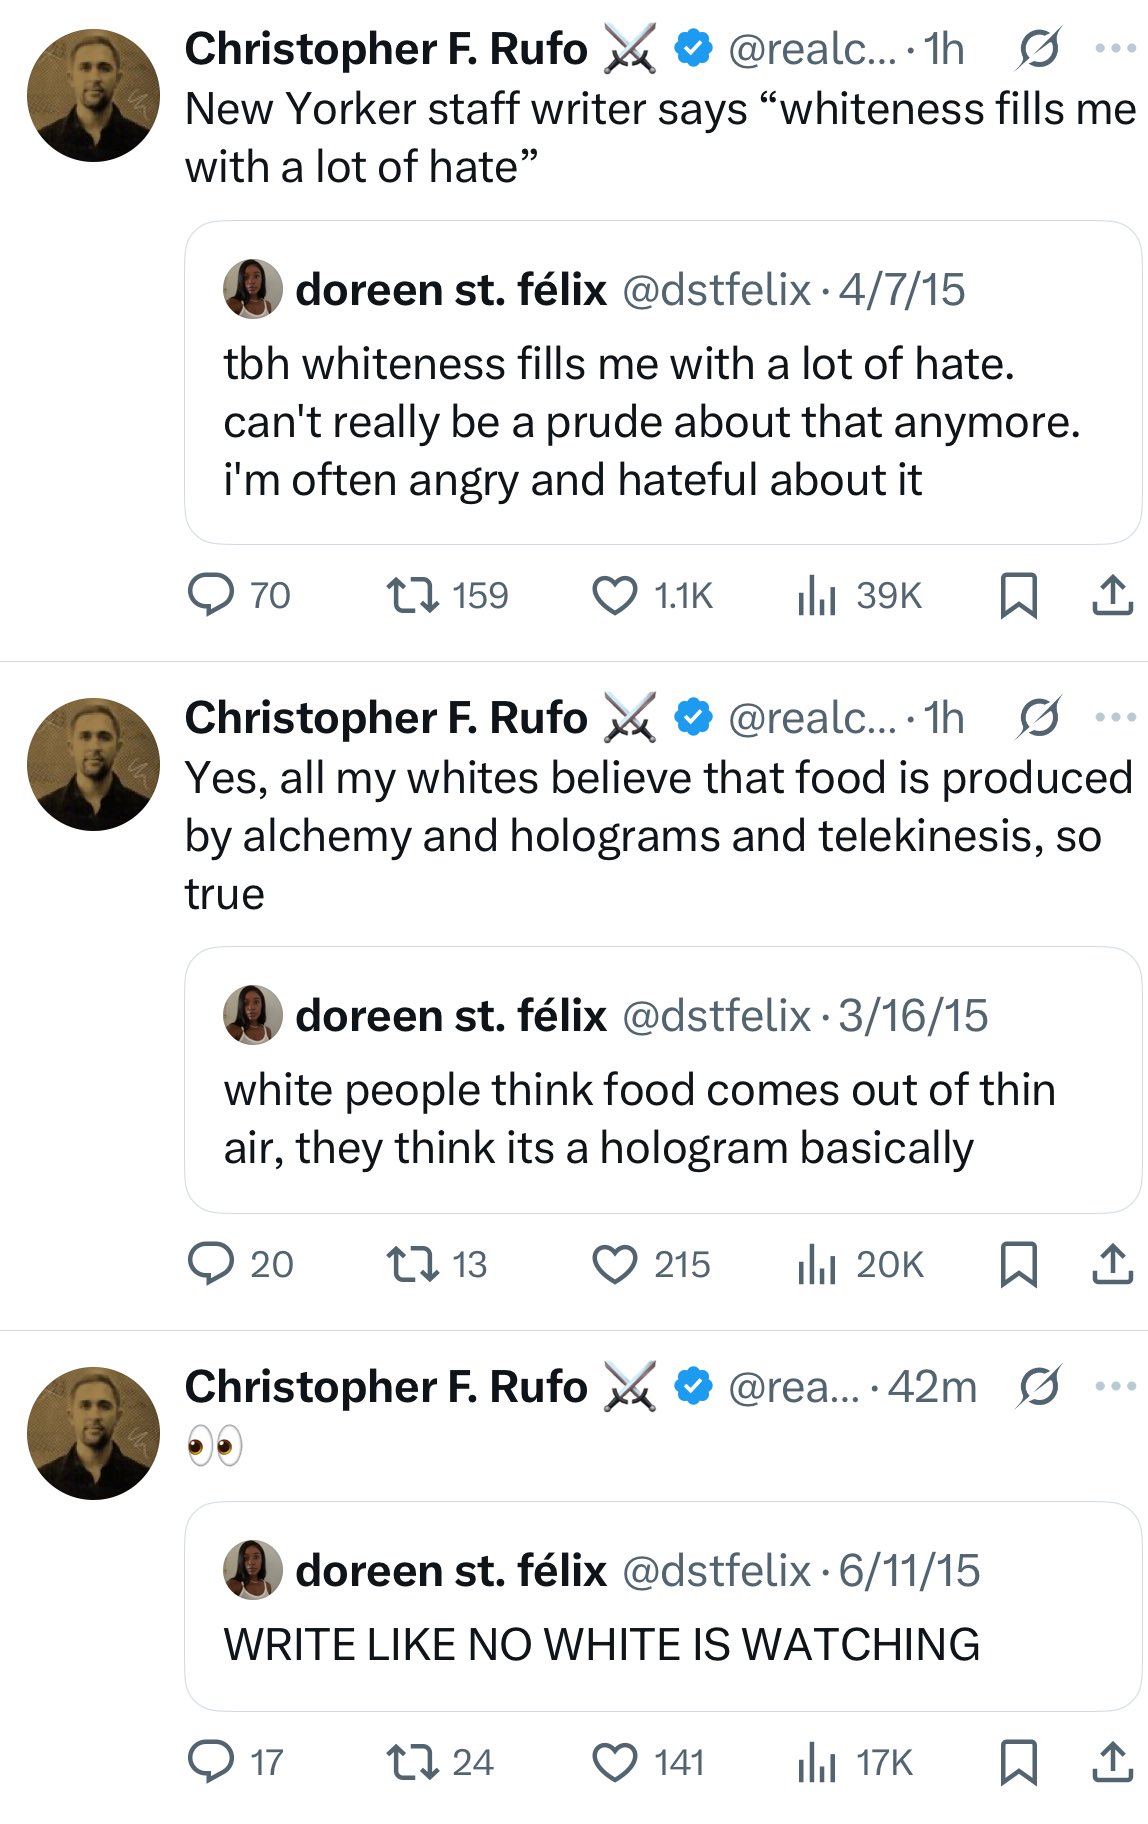 Christopher F. Rufo ⚔️ @realc... · 1h
New Yorker staff writer says “whiteness fills me
with a lot of hate”
doreen st. félix @dstfelix · 4/7/15
tbh whiteness fills me with a lot of hate.
can't really be a prude about that anymore.
i'm often angry and hateful about it
70 159 1.1K 39K
Christopher F. Rufo ⚔️ @realc... · 1h
Yes, all my whites believe that food is produced
by alchemy and holograms and telekinesis, so
true
doreen st. félix @dstfelix · 3/16/15
white people think food comes out of thin
air, they think its a hologram basically
20 13 215 20K
Christopher F. Rufo ⚔️ @rea... · 42m
👀
doreen st. félix @dstfelix · 6/11/15
WRITE LIKE NO WHITE IS WATCHING
17 24 141 17K